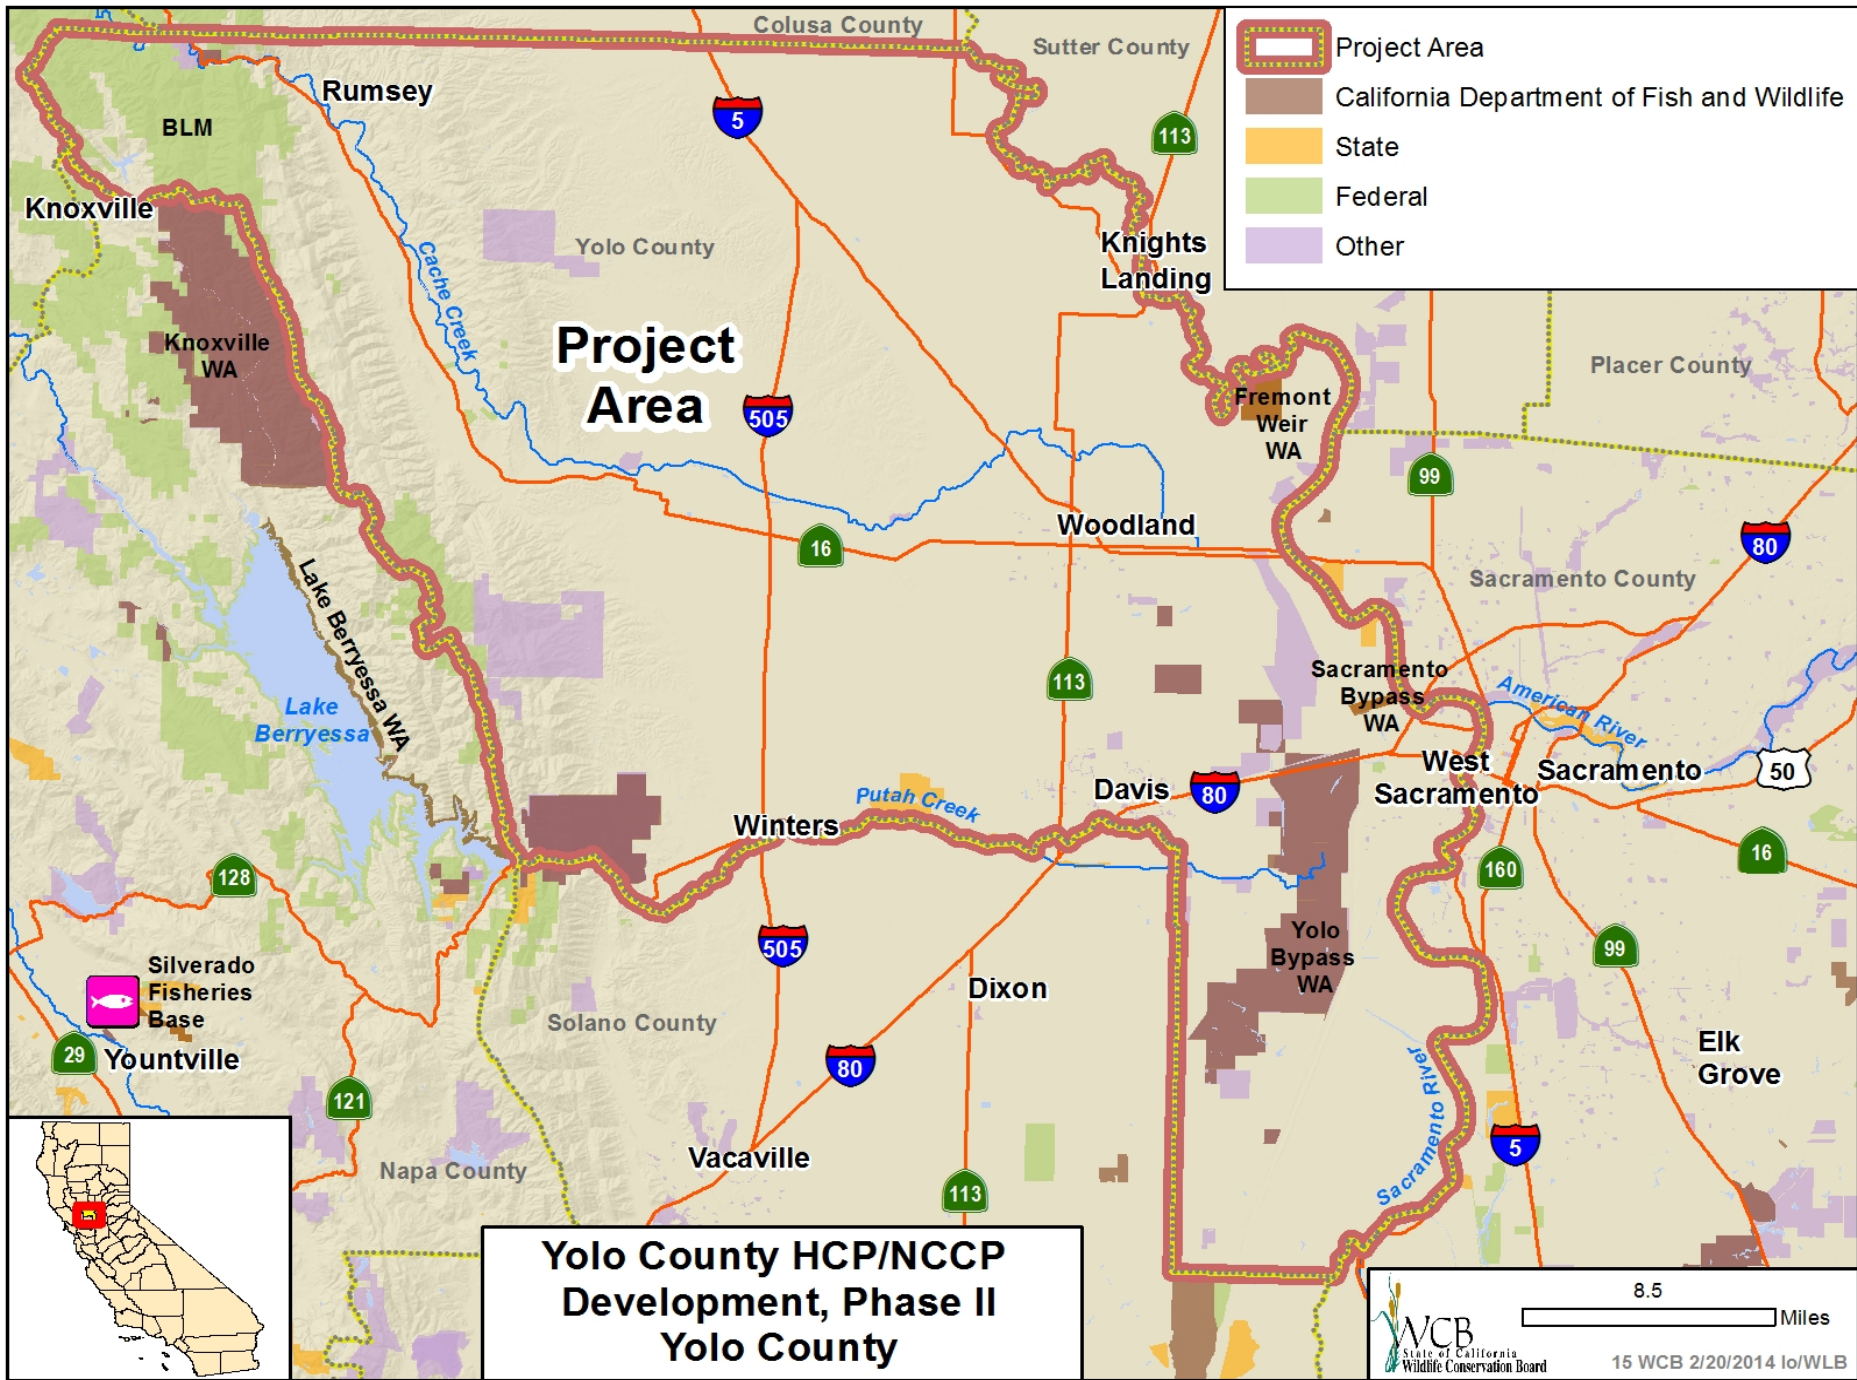 Colusa County
Sutter County
Project Area
California Department of Fish and Wildlife
State
Federal
Other
Rumsey
5
113
BLM
Knoxville
Cache Creek
Yolo County
Knights
Landing
Knoxville
WA
Project
Area
505
Fremont
Weir
WA
Placer County
99
Woodland
16
80
Sacramento County
Lake Berryessa WA
Lake
Berryessa
113
Sacramento
Bypass
WA
American River
West
Sacramento
Sacramento
50
Davis
80
Putah Creek
Winters
128
160
16
505
Yolo
Bypass
WA
99
Silverado
Fisheries
Base
Dixon
Solano County
29
Yountville
80
Elk
Grove
121
Sacramento River
5
Vacaville
Napa County
113
Yolo County HCP/NCCP
Development, Phase II
Yolo County
8.5
Miles
WCB
State of California
Wildlife Conservation Board
15 WCB 2/20/2014 lo/WLB